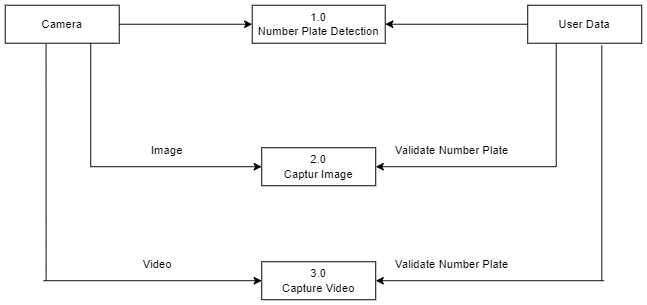 Camera
1.0
Number Plate Detection
User Data
Image
2.0
Captur Image
Validate Number Plate
Video
3.0
Capture Video
Validate Number Plate